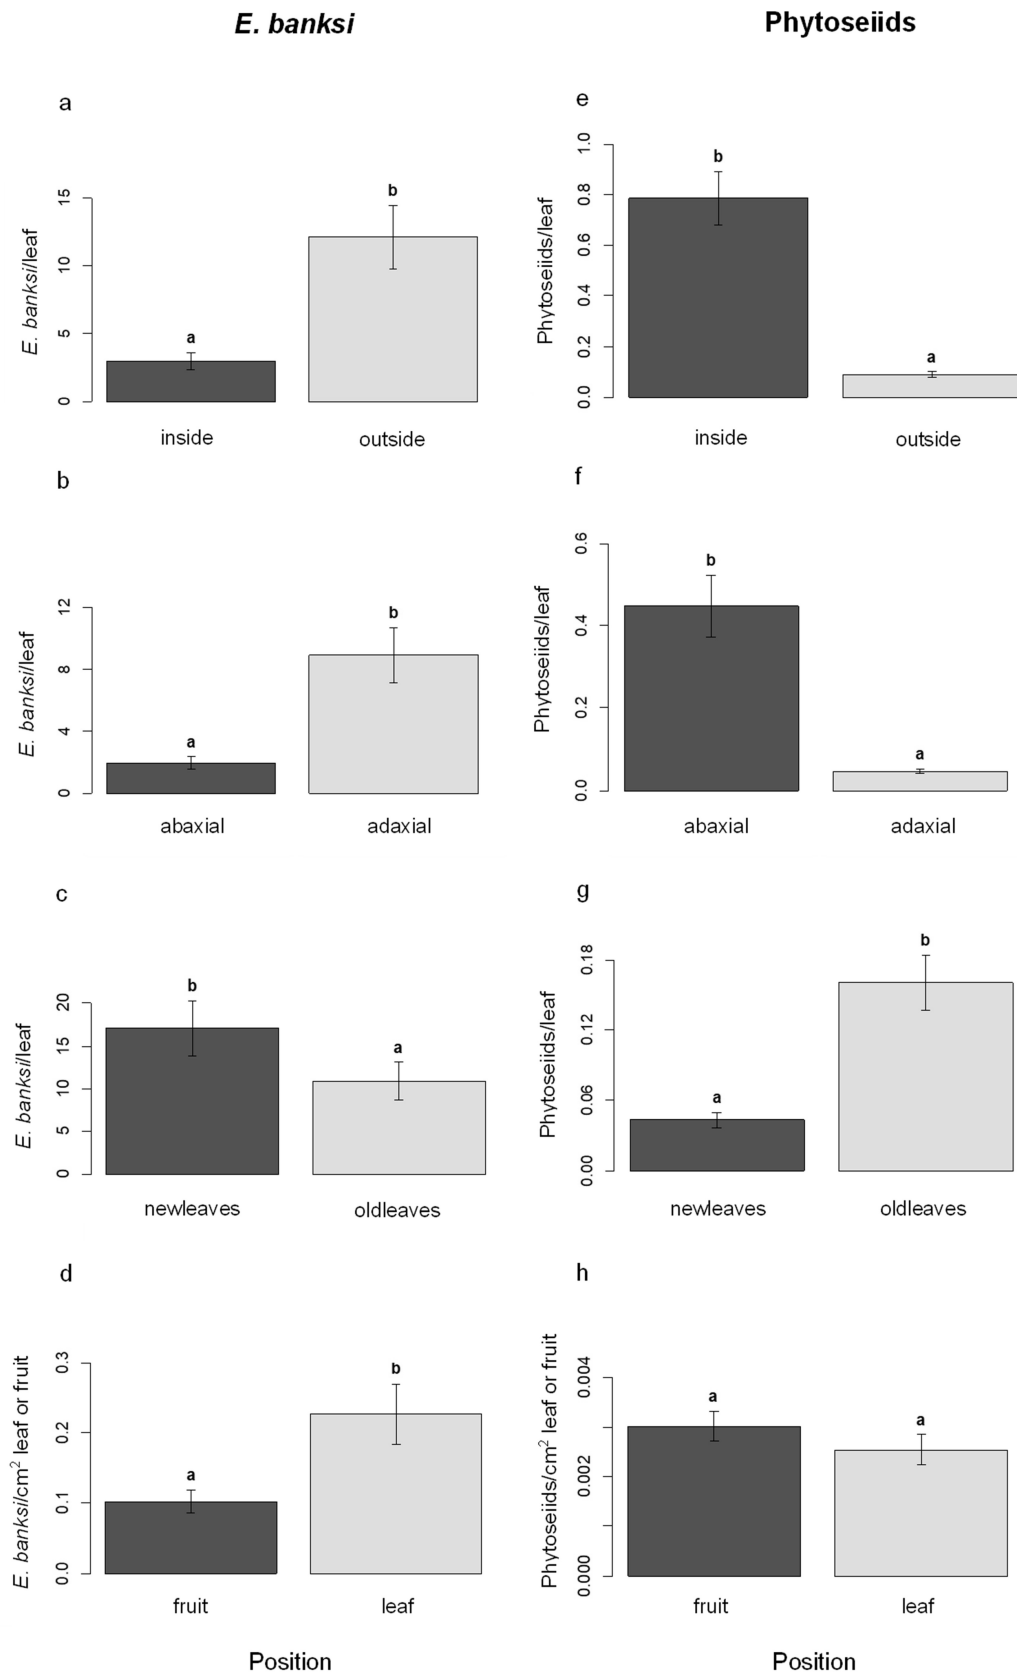 E. banksi
Phytoseiids
a
E. banksi/leaf
0
5
10
15
a
b
inside
outside
e
Phytoseiids/leaf
0.0
0.2
0.4
0.6
0.8
1.0
b
a
inside
outside
b
E. banksi/leaf
0
4
8
12
a
b
abaxial
adaxial
f
Phytoseiids/leaf
0.0
0.2
0.4
0.6
b
a
abaxial
adaxial
c
E. banksi/leaf
0
5
10
15
20
b
a
newleaves
oldleaves
g
Phytoseiids/leaf
0.00
0.06
0.12
0.18
a
b
newleaves
oldleaves
d
E. banksi/cm² leaf or fruit
0.0
0.1
0.2
0.3
a
b
fruit
leaf
Position
h
Phytoseiids/cm² leaf or fruit
0.000
0.002
0.004
a
a
fruit
leaf
Position